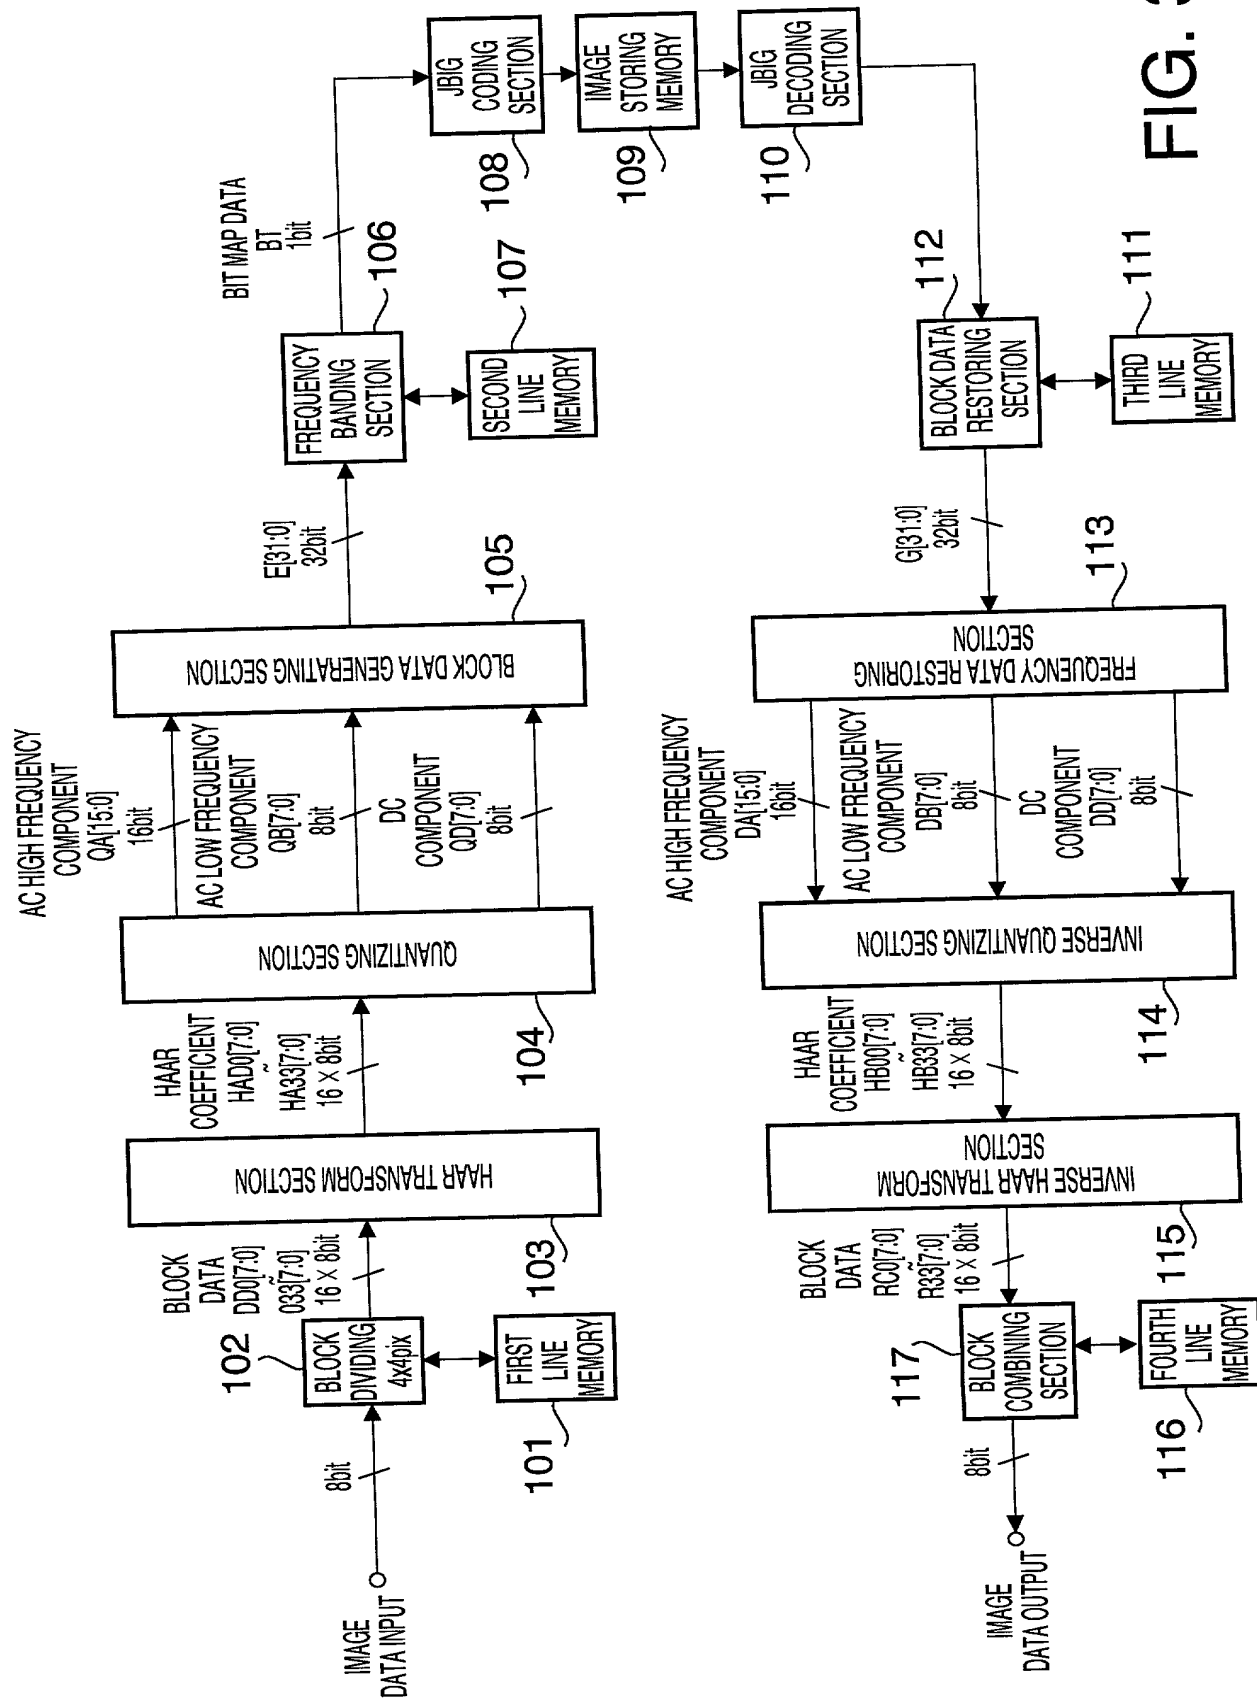 IMAGE
DATA INPUT
8bit
102
BLOCK
DIVIDING
4x4pix
FIRST
LINE
MEMORY
101
BLOCK
DATA
DD0[7:0]
~
033[7:0]
16 × 8bit
HAAR TRANSFORM SECTION
103
HAAR
COEFFICIENT
HAD0[7:0]
~
HA33[7:0]
16 × 8bit
QUANTIZING SECTION
104
AC HIGH FREQUENCY
COMPONENT
QA[15:0]
16bit
AC LOW FREQUENCY
COMPONENT
QB[7:0]
8bit
DC
COMPONENT
QD[7:0]
8bit
BLOCK DATA GENERATING SECTION
105
E[31:0]
32bit
FREQUENCY
BANDING
SECTION
106
SECOND
LINE
MEMORY
107
BIT MAP DATA
BT
1bit
JBIG
CODING
SECTION
108
IMAGE
STORING
MEMORY
109
JBIG
DECODING
SECTION
110
112
BLOCK DATA
RESTORING
SECTION
THIRD
LINE
MEMORY
111
G[31:0]
32bit
FREQUENCY DATA RESTORING
SECTION
113
AC HIGH FREQUENCY
COMPONENT
DA[15:0]
16bit
AC LOW FREQUENCY
COMPONENT
DB[7:0]
8bit
DC
COMPONENT
DD[7:0]
8bit
INVERSE QUANTIZING SECTION
114
HAAR
COEFFICIENT
HB00[7:0]
~
HB33[7:0]
16 × 8bit
INVERSE HAAR TRANSFORM
SECTION
115
BLOCK
DATA
RC0[7:0]
~
R33[7:0]
16 × 8bit
117
BLOCK
COMBINING
SECTION
FOURTH
LINE
MEMORY
116
8bit
IMAGE
DATA OUTPUT
FIG.